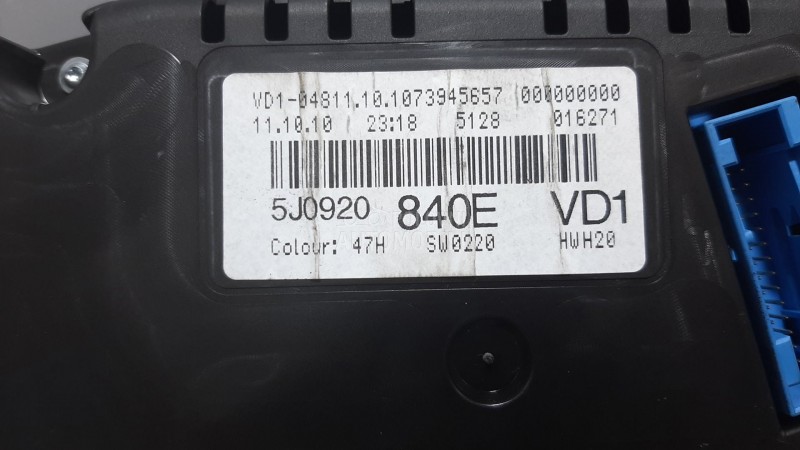 VD1-04811.10.1073945657 000000000
11.10.10 23:18 5128 016271
5J0920 840E VD1
Colour: 47H SW0220 HWH20